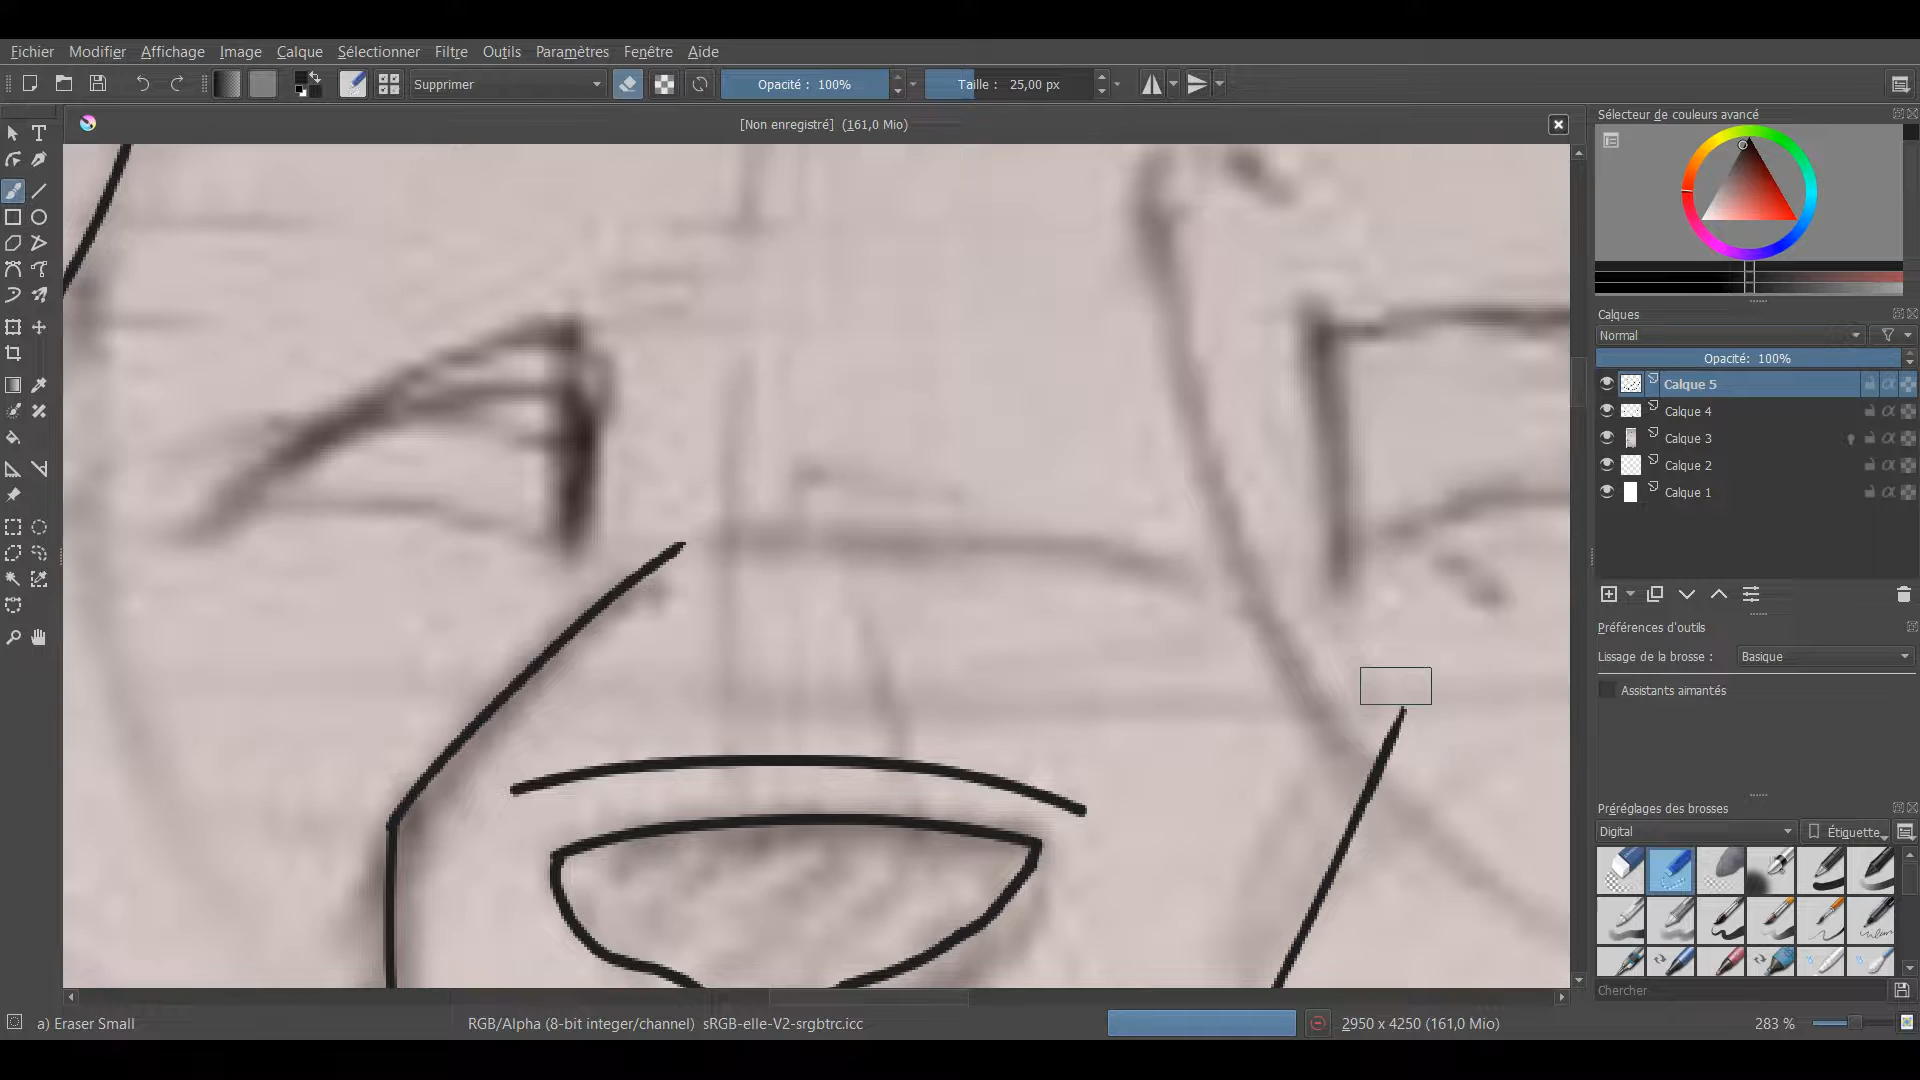 Fichier Modifier Affichage Image Calque Sélectionner Filtre Outils Paramètres Fenêtre Aide
Supprimer Opacité : 100% Taille : 25,00 px
[Non enregistré] (161,0 Mio)
Sélecteur de couleurs avancé
Calques
Normal
Opacité: 100%
Calque 5
Calque 4
Calque 3
Calque 2
Calque 1
Préférences d'outils
Lissage de la brosse : Basique
Assistants aimantés
Préréglages des brosses
Digital Étiquette
Chercher
a) Eraser Small RGB/Alpha (8-bit integer/channel) sRGB-elle-V2-srgbtrc.icc 2950 x 4250 (161,0 Mio) 283 %